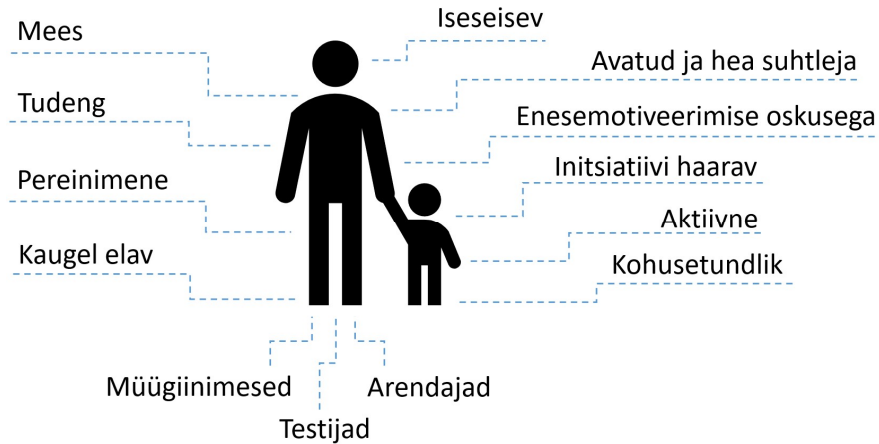 Mees
Tudeng
Pereinimene
Kaugel elav
Iseseisev
Avatud ja hea suhtleja
Enesemotiveerimise oskusega
Initsiatiivi haarav
Aktiivne
Kohusetundlik
Müügiinimesed
Testijad
Arendajad